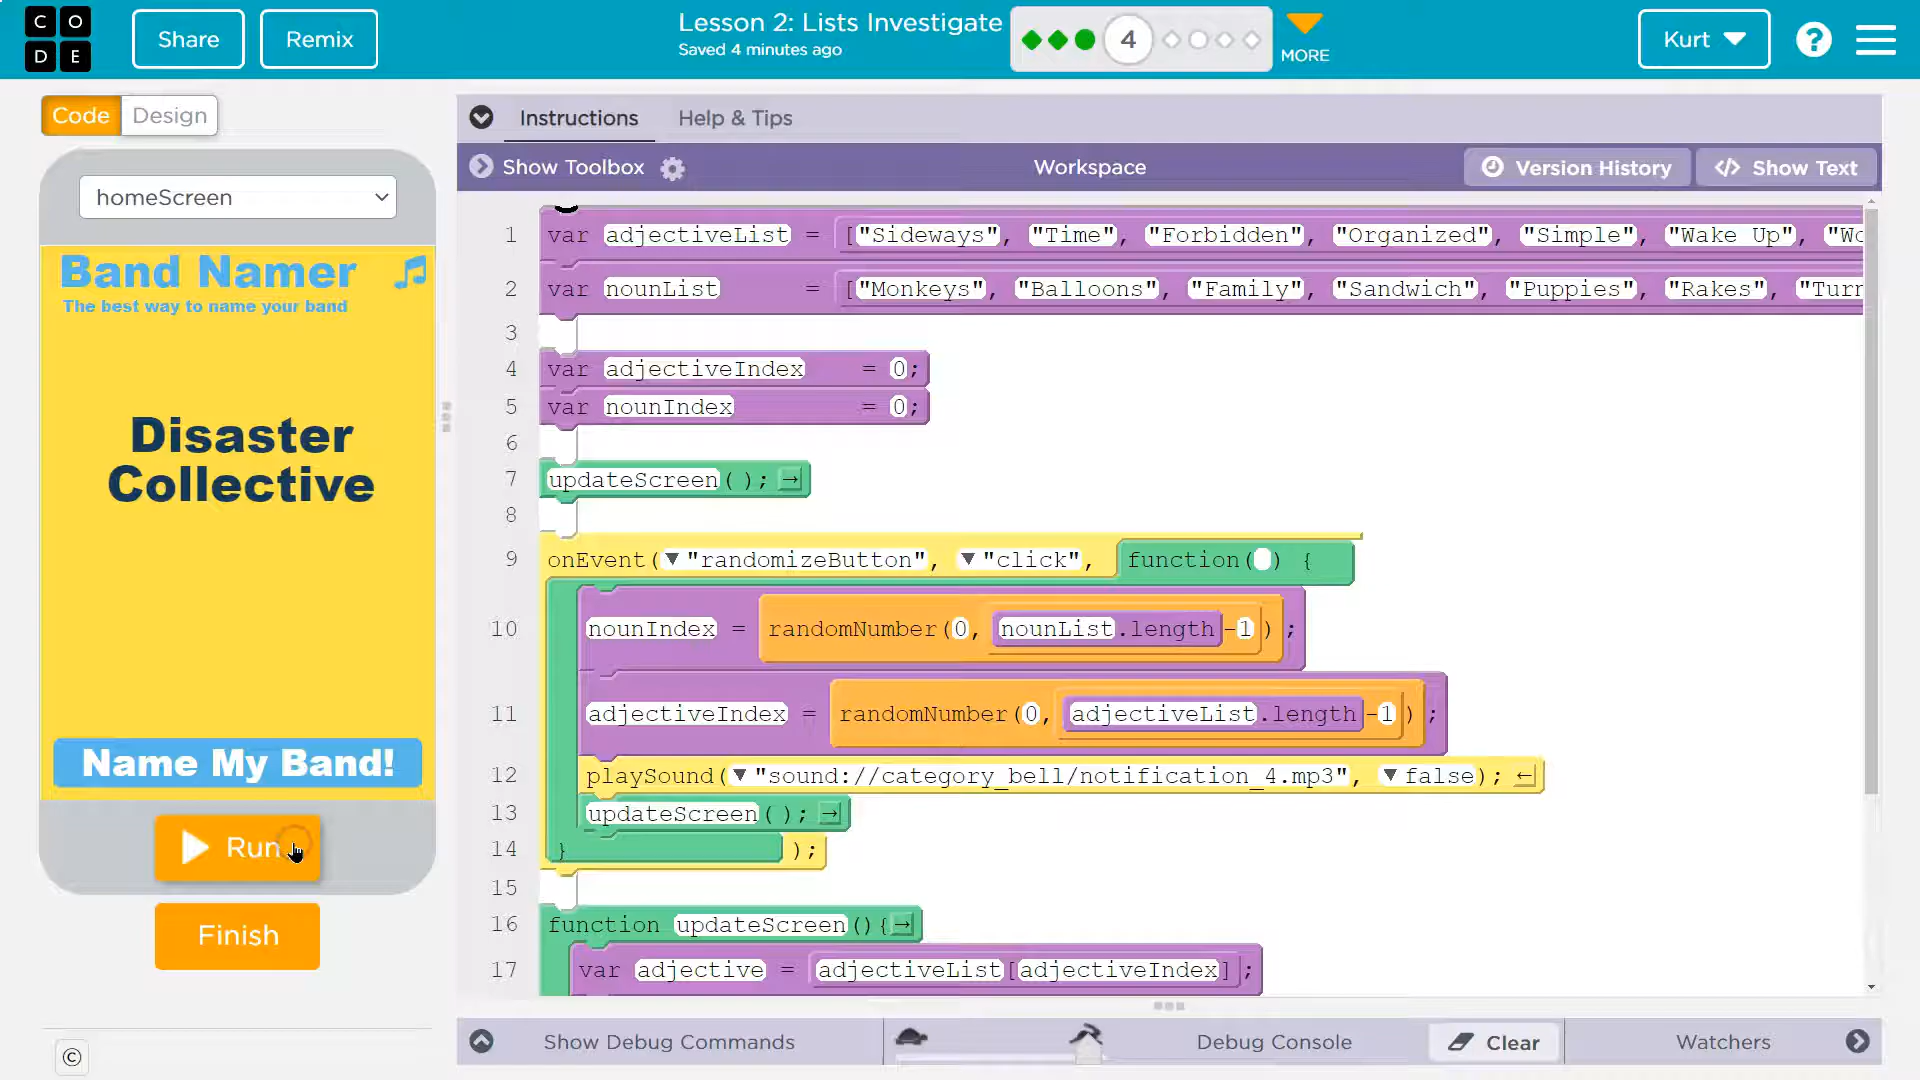 C O
D E
Share
Remix
Lesson 2: Lists Investigate
Saved 4 minutes ago
4
MORE
Kurt
?
Code
Design
Instructions
Help & Tips
homeScreen
Show Toolbox
Workspace
Version History
</> Show Text
Band Namer
The best way to name your band
Disaster
Collective
Name My Band!
Run
Finish
©
1 var adjectiveList = ["Sideways", "Time", "Forbidden", "Organized", "Simple", "Wake Up",
2 var nounList = ["Monkeys", "Balloons", "Family", "Sandwich", "Puppies", "Rakes", "Turn
3
4 var adjectiveIndex = 0;
5 var nounIndex = 0;
6
7 updateScreen( );
8
9 onEvent( "randomizeButton", "click", function( ) {
10 nounIndex = randomNumber(0, nounList.length-1);
11 adjectiveIndex = randomNumber(0, adjectiveList.length-1);
12 playSound( "sound://category_bell/notification_4.mp3", false);
13 updateScreen( );
14 } );
15
16 function updateScreen(){
17 var adjective = adjectiveList[adjectiveIndex];
Show Debug Commands
Debug Console
Clear
Watchers